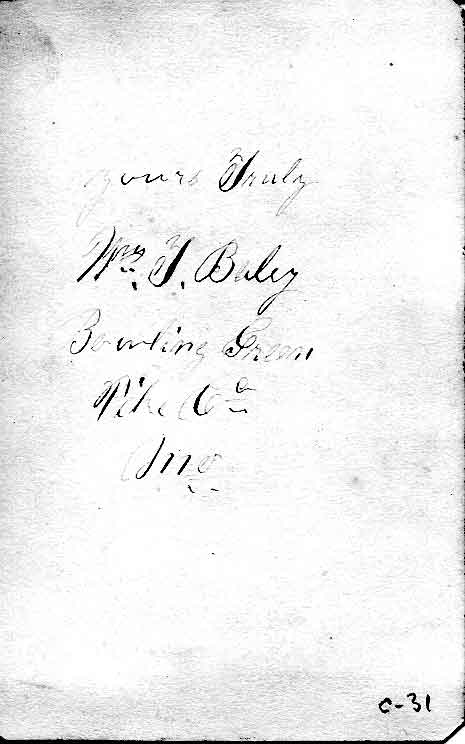 yours Truly
Wm. T. Baley
Bowling Green
Pike Co
Mo
C-31